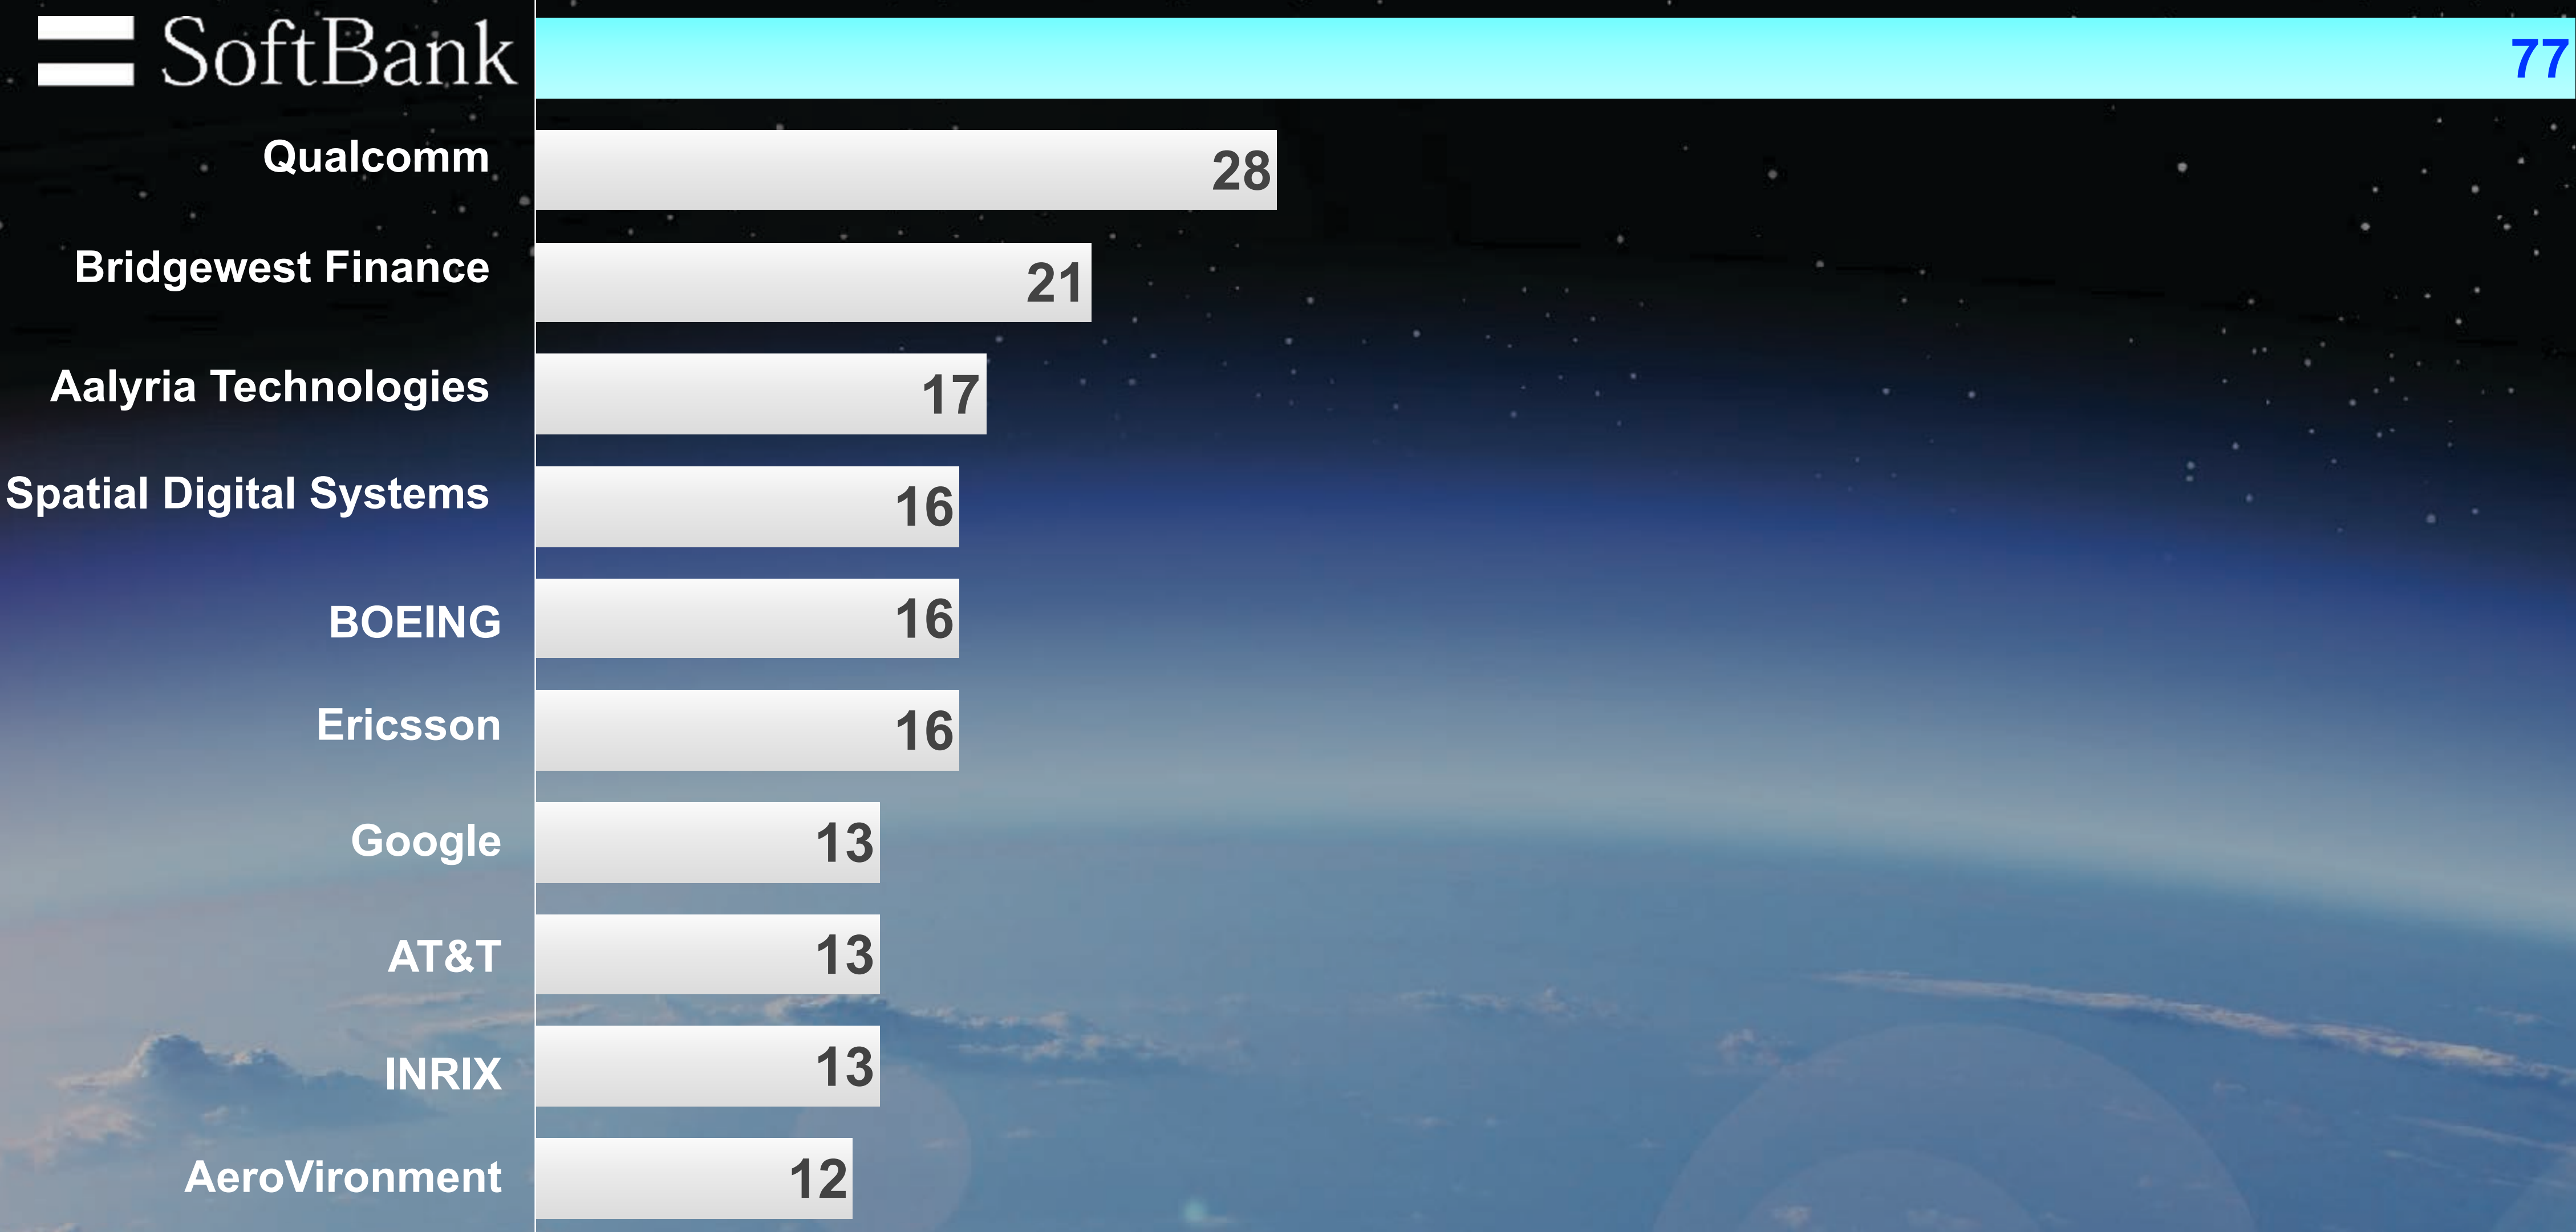 SoftBank 77
Qualcomm 28
Bridgewest Finance 21
Aalyria Technologies 17
Spatial Digital Systems 16
BOEING 16
Ericsson 16
Google 13
AT&T 13
INRIX 13
AeroVironment 12